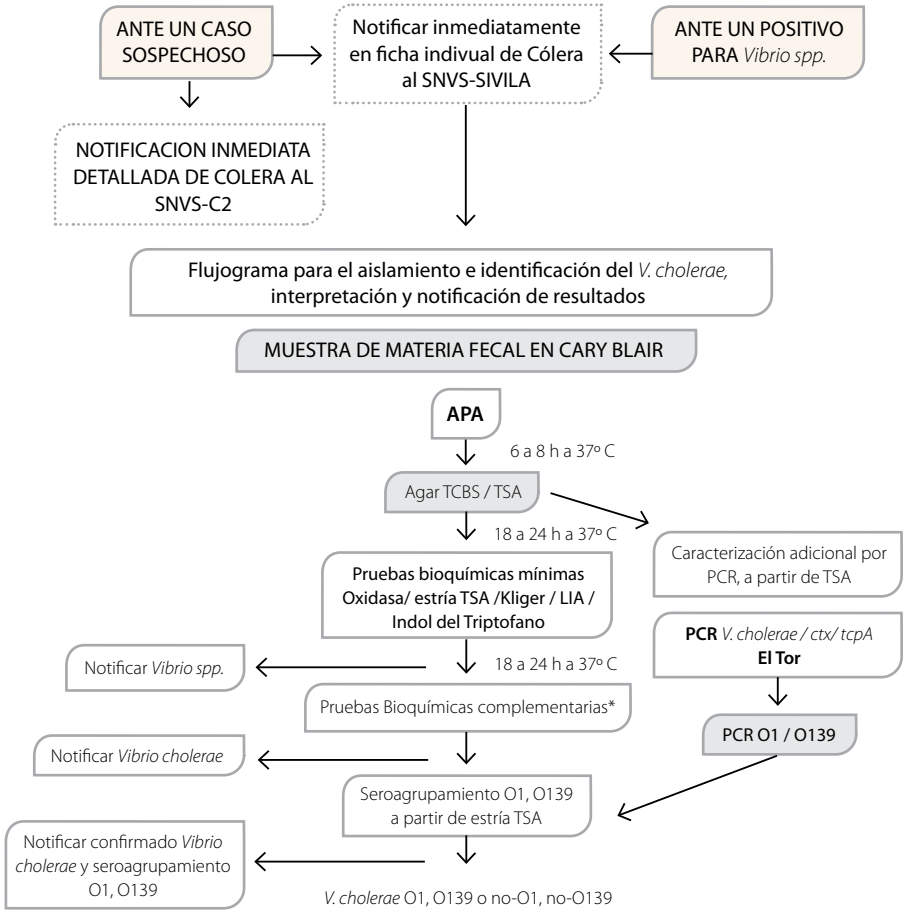 ANTE UN CASO
SOSPECHOSO
Notificar inmediatamente
en ficha indivual de Cólera
al SNVS-SIVILA
ANTE UN POSITIVO
PARA Vibrio spp.
NOTIFICACION INMEDIATA
DETALLADA DE COLERA AL
SNVS-C2
Flujograma para el aislamiento e identificación del V. cholerae,
interpretación y notificación de resultados
MUESTRA DE MATERIA FECAL EN CARY BLAIR
APA
6 a 8 h a 37º C
Agar TCBS / TSA
18 a 24 h a 37º C
Caracterización adicional por
PCR, a partir de TSA
Pruebas bioquímicas mínimas
Oxidasa/ estría TSA /Kliger / LIA /
Indol del Triptofano
PCR V. cholerae / ctx/ tcpA
El Tor
18 a 24 h a 37º C
Notificar Vibrio spp.
Pruebas Bioquímicas complementarias*
PCR O1 / O139
Notificar Vibrio cholerae
Seroagrupamiento O1, O139
a partir de estría TSA
Notificar confirmado Vibrio
cholerae y seroagrupamiento
O1, O139
V. cholerae O1, O139 o no-O1, no-O139